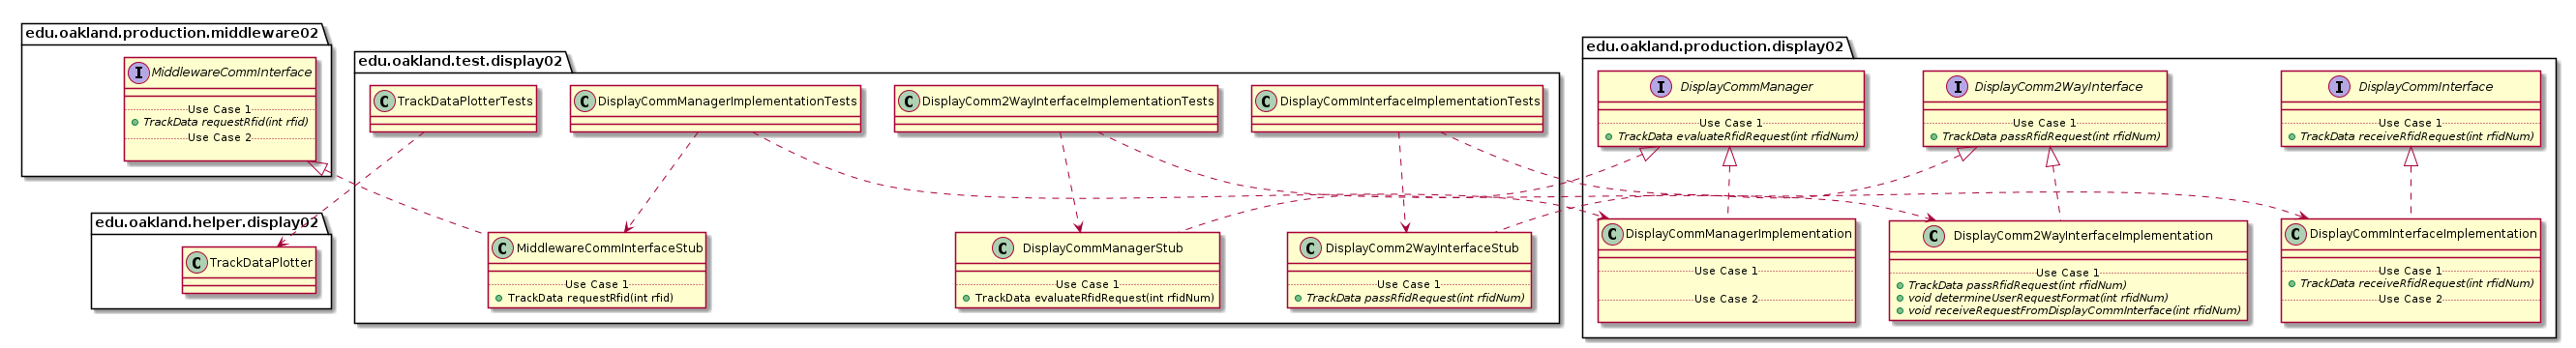 edu.oakland.production.middleware02
I MiddlewareCommInterface
Use Case 1
TrackData requestRfid(int rfid)
Use Case 2
edu.oakland.helper.display02
C TrackDataPlotter
edu.oakland.test.display02
C TrackDataPlotterTests
C DisplayCommManagerImplementationTests
C DisplayComm2WayInterfaceImplementationTests
C DisplayCommInterfaceImplementationTests
C MiddlewareCommInterfaceStub
Use Case 1
TrackData requestRfid(int rfid)
C DisplayCommManagerStub
Use Case 1
TrackData evaluateRfidRequest(int rfidNum)
C DisplayComm2WayInterfaceStub
Use Case 1
TrackData passRfidRequest(int rfidNum)
edu.oakland.production.display02
I DisplayCommManager
Use Case 1
TrackData evaluateRfidRequest(int rfidNum)
I DisplayComm2WayInterface
Use Case 1
TrackData passRfidRequest(int rfidNum)
I DisplayCommInterface
Use Case 1
TrackData receiveRfidRequest(int rfidNum)
C DisplayCommManagerImplementation
Use Case 1
Use Case 2
C DisplayComm2WayInterfaceImplementation
Use Case 1
TrackData passRfidRequest(int rfidNum)
void determineUserRequestFormat(int rfidNum)
void receiveRequestFromDisplayCommInterface(int rfidNum)
C DisplayCommInterfaceImplementation
Use Case 1
TrackData receiveRfidRequest(int rfidNum)
Use Case 2